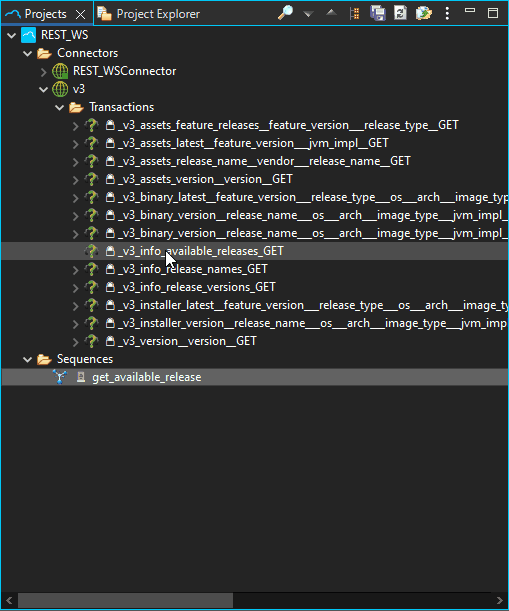 Projects
Project Explorer
REST_WS
Connectors
REST_WSConnector
v3
Transactions
_v3_assets_feature_releases__feature_version___release_type__GET
_v3_assets_latest__feature_version___jvm_impl__GET
_v3_assets_release_name__vendor___release_name__GET
_v3_assets_version__version__GET
_v3_binary_latest__feature_version___release_type___os___arch___image_typ
_v3_binary_version__release_name___os___arch___image_type___jvm_impl_
_v3_binary_version__release_name___os___arch___image_type___jvm_impl_
_v3_info_available_releases_GET
_v3_info_release_names_GET
_v3_info_release_versions_GET
_v3_installer_latest__feature_version___release_type___os___arch___image_t
_v3_installer_version__release_name___os___arch___image_type___jvm_imp
_v3_version__version__GET
Sequences
get_available_release